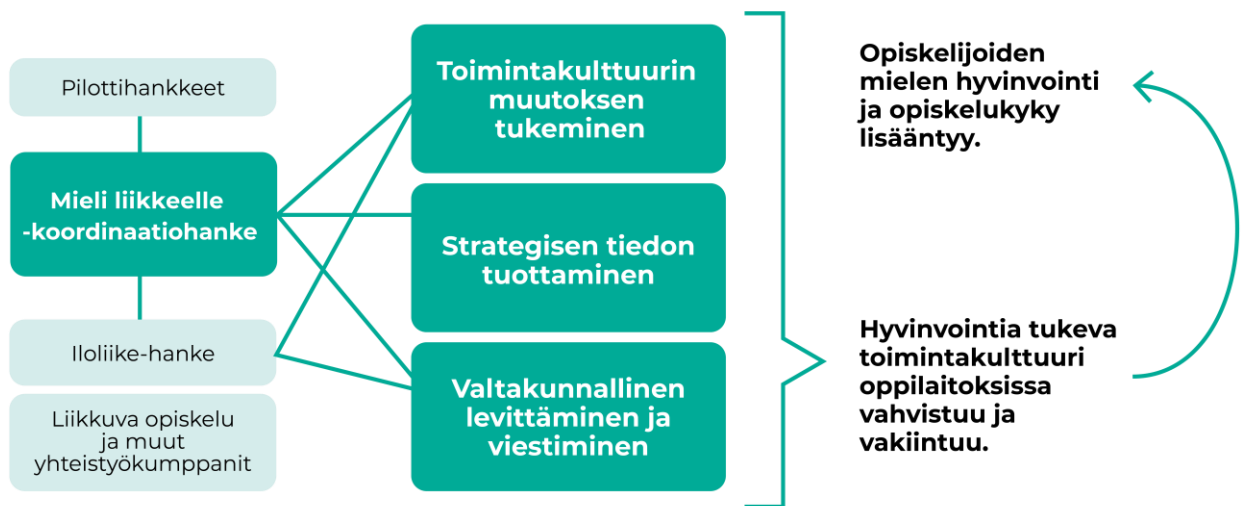 Pilottihankkeet
Mieli liikkeelle
-koordinaatiohanke
Iloliike-hanke
Liikkuva opiskelu
ja muut
yhteistyökumppanit
Toimintakulttuurin
muutoksen
tukeminen
Strategisen tiedon
tuottaminen
Valtakunnallinen
levittäminen ja
viestiminen
Opiskelijoiden
mielen hyvinvointi
ja opiskelukyky
lisääntyy.
Hyvinvointia tukeva
toimintakulttuuri
oppilaitoksissa
vahvistuu ja
vakiintuu.